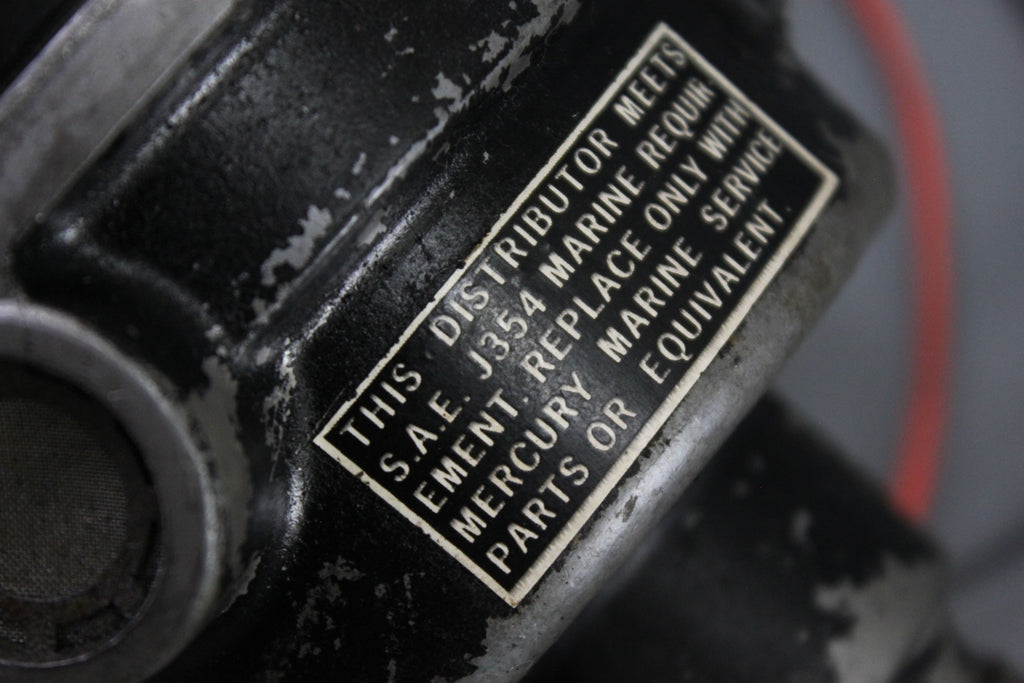 THIS DISTRIBUTOR MEETS
S.A.E. J354 MARINE REQUIR
EMENT. REPLACE ONLY WITH
MERCURY MARINE SERVICE
PARTS OR EQUIVALENT.